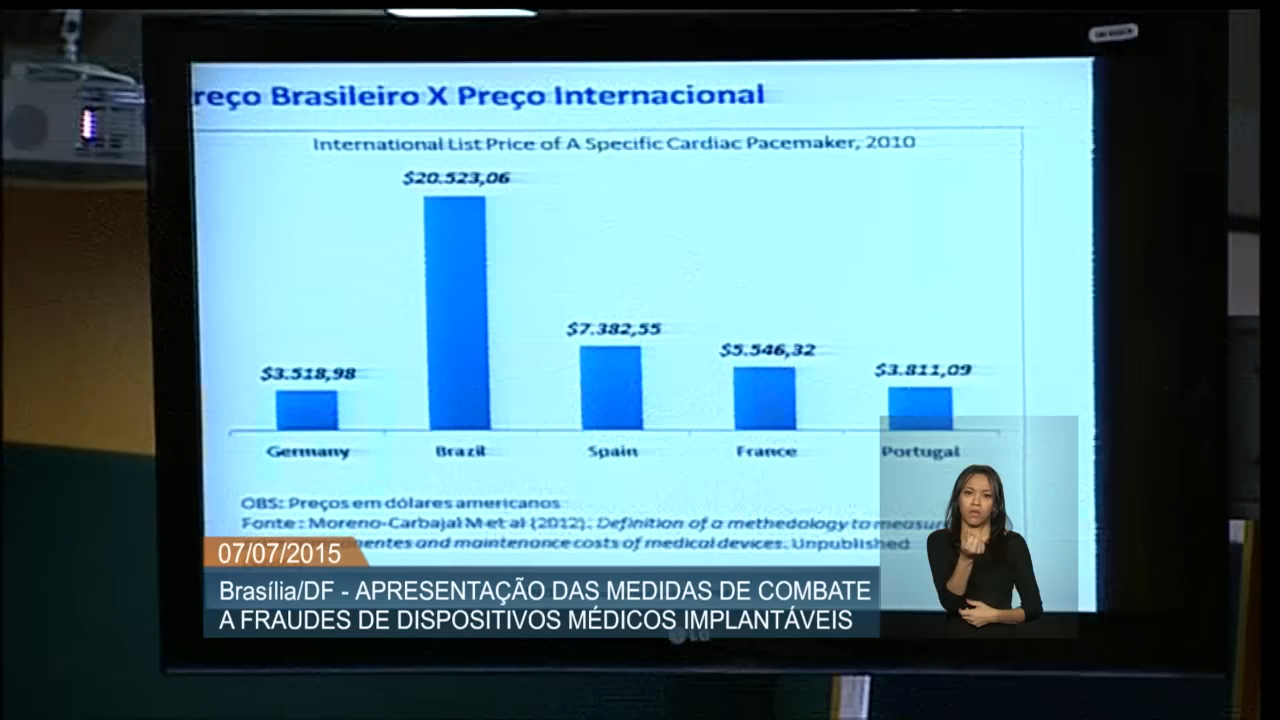 reço Brasileiro X Preço Internacional
International List Price of A Specific Cardiac Pacemaker, 2010
$20.523,06
$7.382,55
$5.546,32
$3.518,98
$3.811,09
Germany Brazil Spain France Portugal
OBS: Preços em dólares americanos
Fonte: Moreno-Carbajal M et al (2012). Definition of a methedology to measur
and maintenance costs of medical devices. Unpublished
07/07/2015
Brasília/DF - APRESENTAÇÃO DAS MEDIDAS DE COMBATE
A FRAUDES DE DISPOSITIVOS MÉDICOS IMPLANTÁVEIS
LG